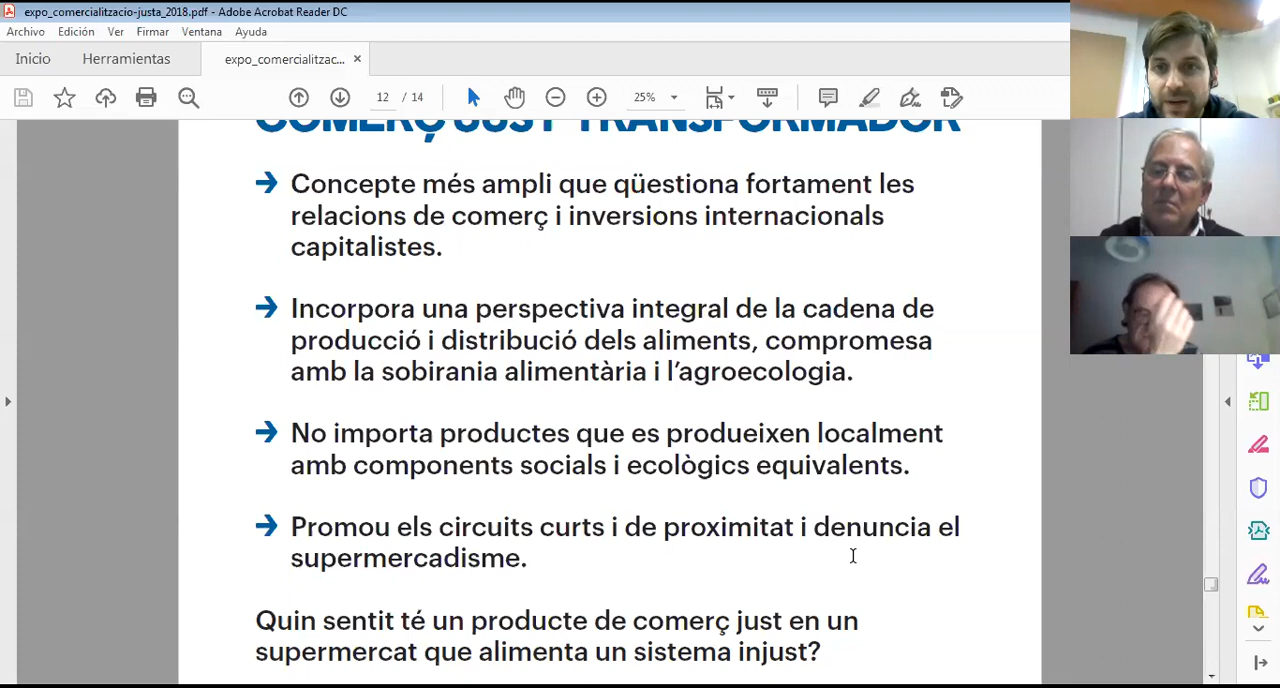 expo_comercialitzacio-justa_2018.pdf - Adobe Acrobat Reader DC
Archivo Edición Ver Firmar Ventana Ayuda
Inicio Herramientas expo_comercialitzac... ×
12 / 14 25%
COMERÇ JUST TRANSFORMADOR
→ Concepte més ampli que qüestiona fortament les
relacions de comerç i inversions internacionals
capitalistes.
→ Incorpora una perspectiva integral de la cadena de
producció i distribució dels aliments, compromesa
amb la sobirania alimentària i l’agroecologia.
→ No importa productes que es produeixen localment
amb components socials i ecològics equivalents.
→ Promou els circuits curts i de proximitat i denuncia el
supermercadisme.
Quin sentit té un producte de comerç just en un
supermercat que alimenta un sistema injust?